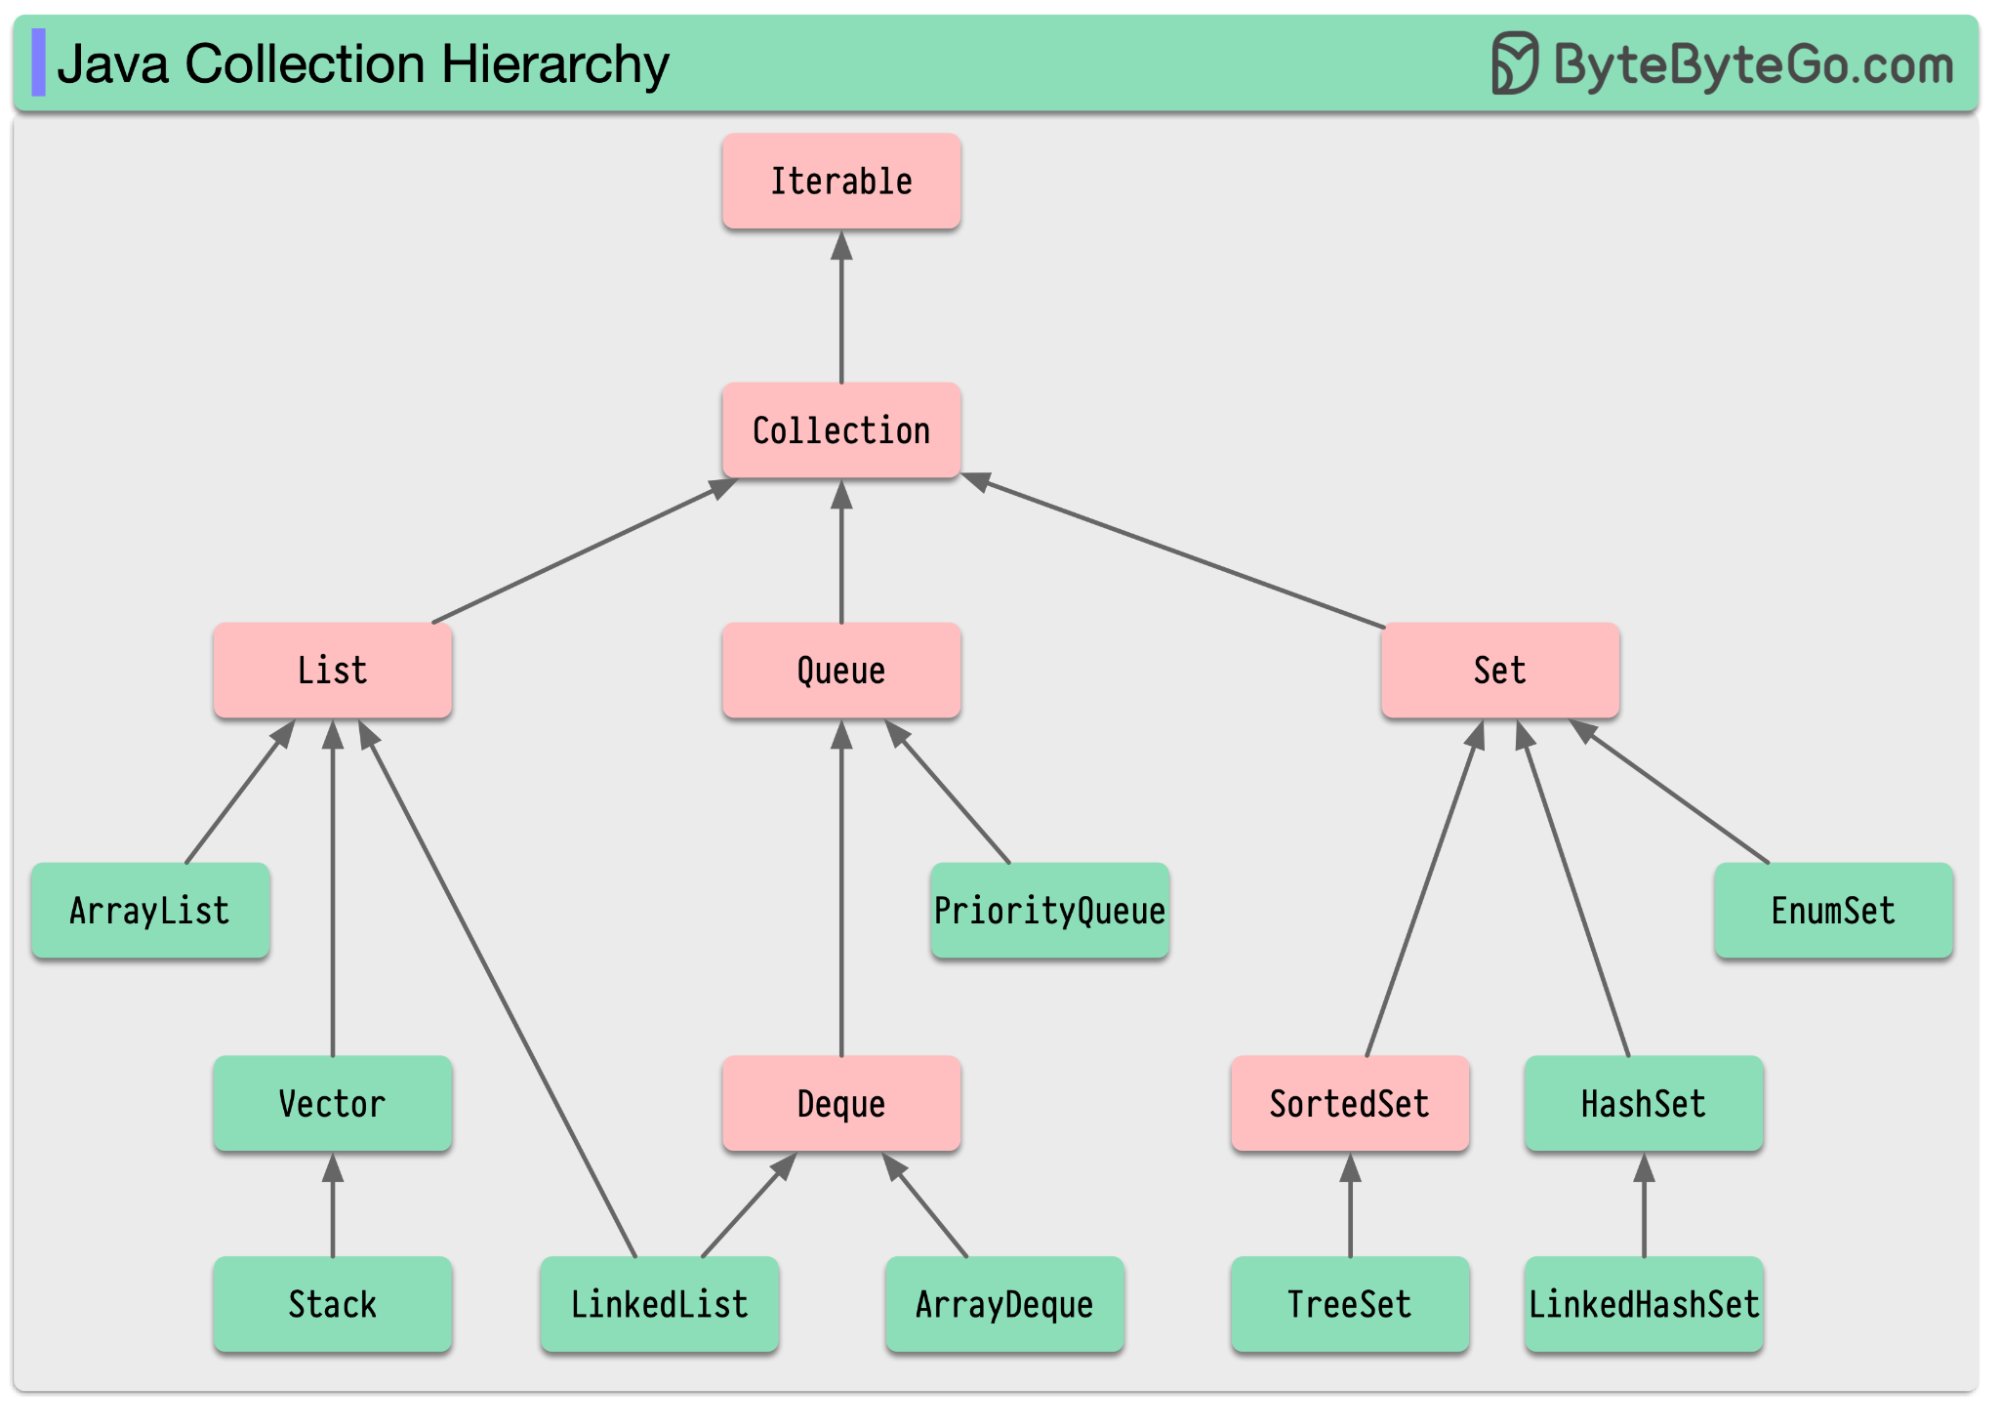 Java Collection Hierarchy
ByteByteGo.com
Iterable
Collection
List
Queue
Set
ArrayList
PriorityQueue
EnumSet
Vector
Deque
SortedSet
HashSet
Stack
LinkedList
ArrayDeque
TreeSet
LinkedHashSet